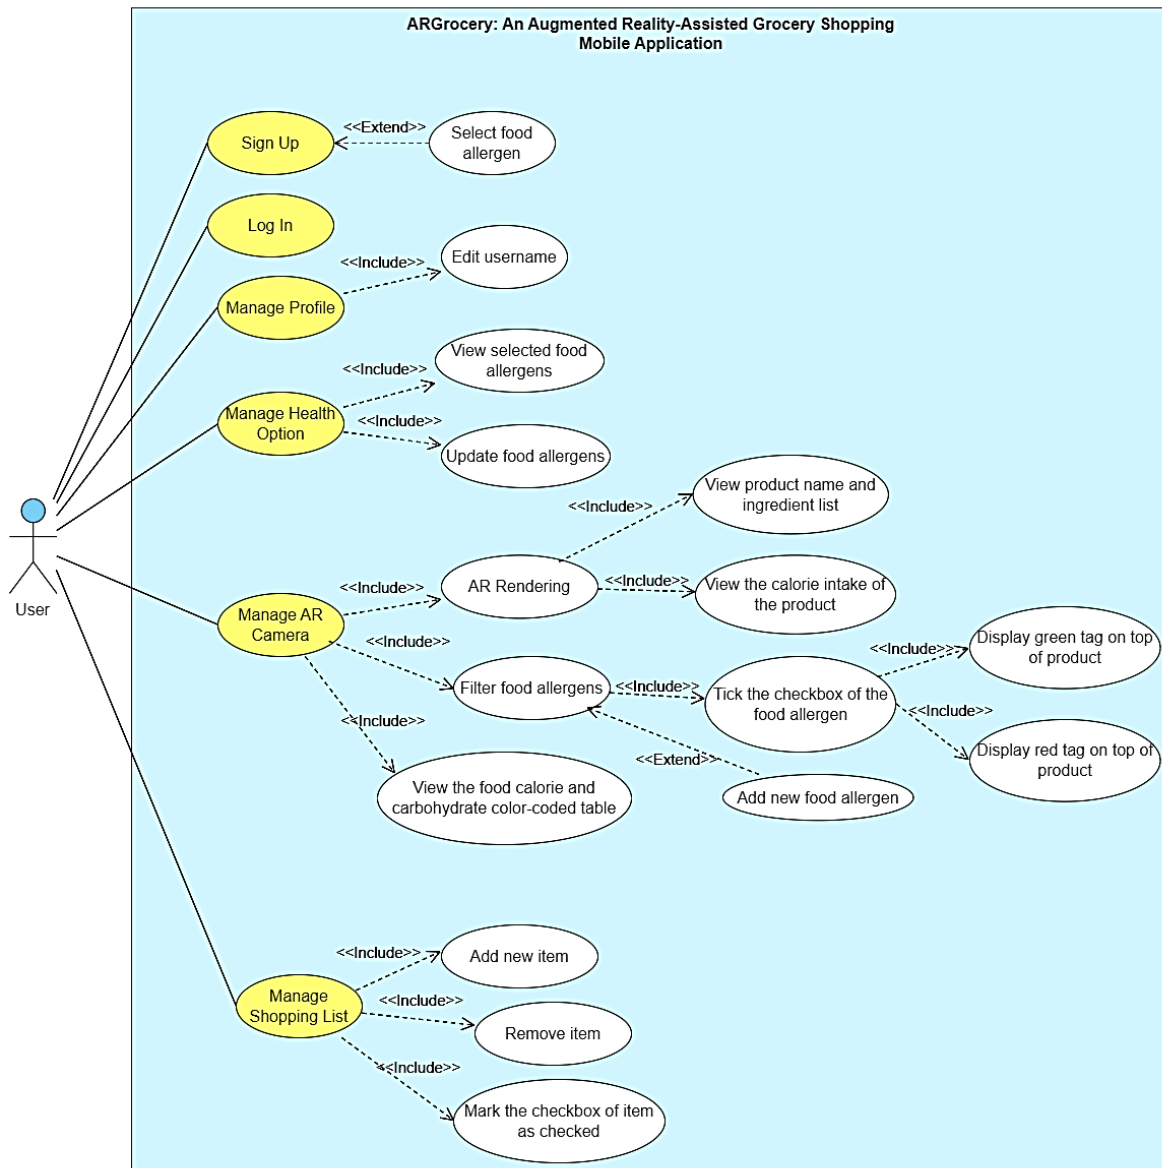 ARGrocery: An Augmented Reality-Assisted Grocery Shopping
Mobile Application
Sign Up
<<Extend>>
Select food
allergen
Log In
<<Include>>
Edit username
Manage Profile
<<Include>>
View selected food
allergens
Manage Health
Option
<<Include>>
Update food allergens
<<Include>>
View product name and
ingredient list
User
Manage AR
Camera
<<Include>>
AR Rendering
<<Include>>
View the calorie intake of
the product
<<Include>>
Filter food allergens
<<Include>>
Tick the checkbox of the
food allergen
<<Include>>
Display green tag on top
of product
<<Include>>
Display red tag on top of
product
<<Include>>
View the food calorie and
carbohydrate color-coded table
<<Extend>>
Add new food allergen
<<Include>>
Add new item
Manage
Shopping List
<<Include>>
Remove item
<<Include>>
Mark the checkbox of item
as checked